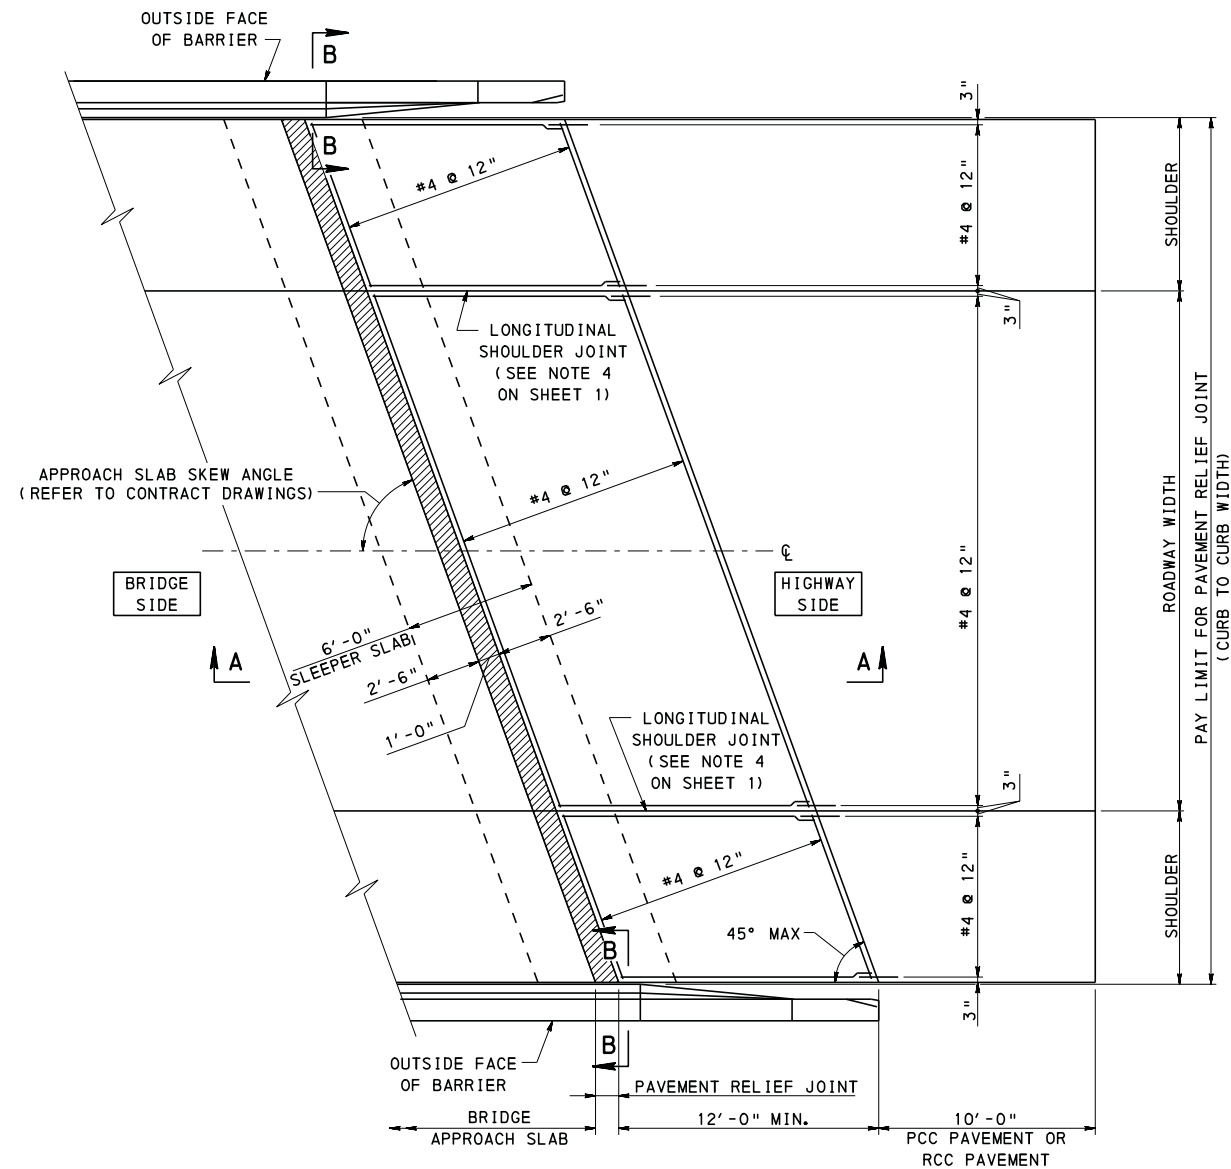 OUTSIDE FACE
OF BARRIER
B
B
3"
#4 @ 12"
#4 @ 12"
SHOULDER
3"
LONGITUDINAL
SHOULDER JOINT
(SEE NOTE 4
ON SHEET 1)
APPROACH SLAB SKEW ANGLE
(REFER TO CONTRACT DRAWINGS)
#4 @ 12"
#4 @ 12"
ROADWAY WIDTH
PAY LIMIT FOR PAVEMENT RELIEF JOINT
(CURB TO CURB WIDTH)
℄
BRIDGE
SIDE
HIGHWAY
SIDE
6'-0"
SLEEPER SLAB
2'-6"
2'-6"
1'-0"
A
A
LONGITUDINAL
SHOULDER JOINT
(SEE NOTE 4
ON SHEET 1)
3"
#4 @ 12"
#4 @ 12"
SHOULDER
45° MAX
B
3"
B
OUTSIDE FACE
OF BARRIER
PAVEMENT RELIEF JOINT
BRIDGE
APPROACH SLAB
12'-0" MIN.
10'-0"
PCC PAVEMENT OR
RCC PAVEMENT